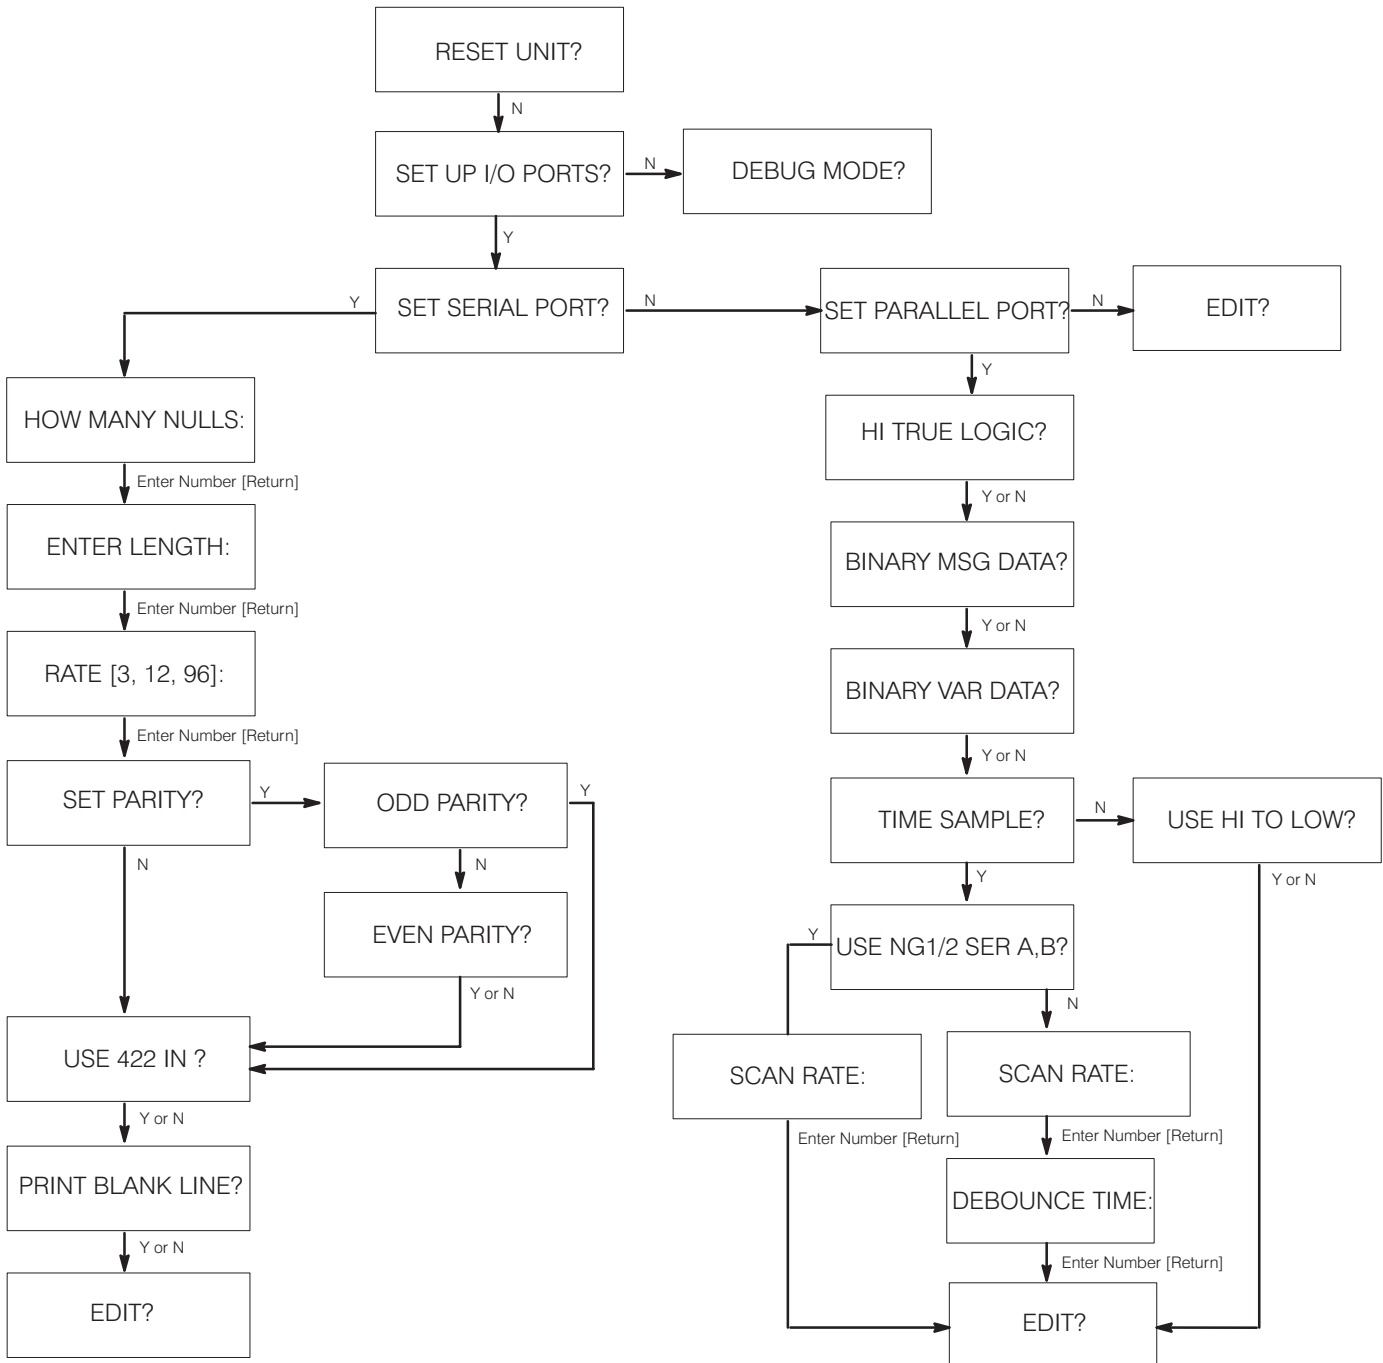 RESET UNIT?
N
SET UP I/O PORTS?
N
DEBUG MODE?
Y
SET SERIAL PORT?
Y
N
SET PARALLEL PORT?
N
EDIT?
HOW MANY NULLS:
Enter Number [Return]
ENTER LENGTH:
Enter Number [Return]
RATE [3, 12, 96]:
Enter Number [Return]
SET PARITY?
Y
ODD PARITY?
Y
N
N
EVEN PARITY?
Y or N
USE 422 IN ?
Y or N
PRINT BLANK LINE?
Y or N
EDIT?
Y
HI TRUE LOGIC?
Y or N
BINARY MSG DATA?
Y or N
BINARY VAR DATA?
Y or N
TIME SAMPLE?
N
USE HI TO LOW?
Y or N
Y
USE NG1/2 SER A,B?
Y
N
SCAN RATE:
Enter Number [Return]
SCAN RATE:
Enter Number [Return]
DEBOUNCE TIME:
Enter Number [Return]
EDIT?